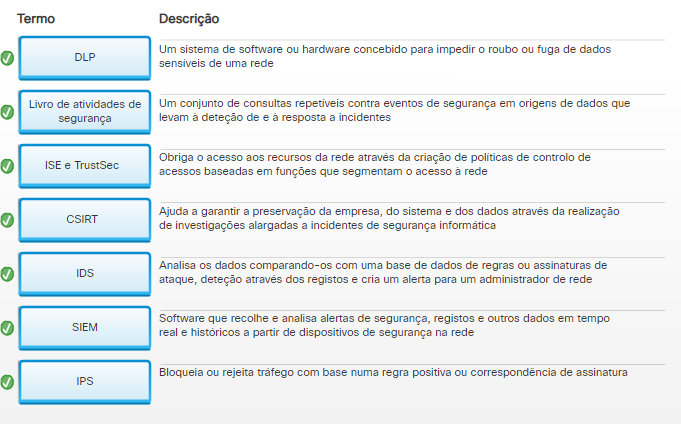 Termo Descrição
DLP
Um sistema de software ou hardware concebido para impedir o roubo ou fuga de dados
sensíveis de uma rede
Livro de atividades de
segurança
Um conjunto de consultas repetíveis contra eventos de segurança em origens de dados que
levam à deteção de e à resposta a incidentes
ISE e TrustSec
Obriga o acesso aos recursos da rede através da criação de políticas de controlo de
acessos baseadas em funções que segmentam o acesso à rede
CSIRT
Ajuda a garantir a preservação da empresa, do sistema e dos dados através da realização
de investigações alargadas a incidentes de segurança informática
IDS
Analisa os dados comparando-os com uma base de dados de regras ou assinaturas de
ataque, deteção através dos registos e cria um alerta para um administrador de rede
SIEM
Software que recolhe e analisa alertas de segurança, registos e outros dados em tempo
real e históricos a partir de dispositivos de segurança na rede
IPS
Bloqueia ou rejeita tráfego com base numa regra positiva ou correspondência de assinatura